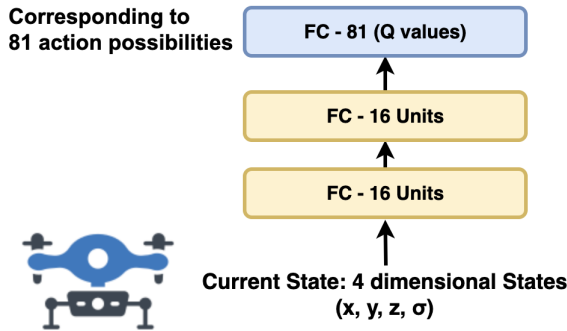 Corresponding to
81 action possibilities
FC - 81 (Q values)
FC - 16 Units
FC - 16 Units
Current State: 4 dimensional States
(x, y, z, σ)